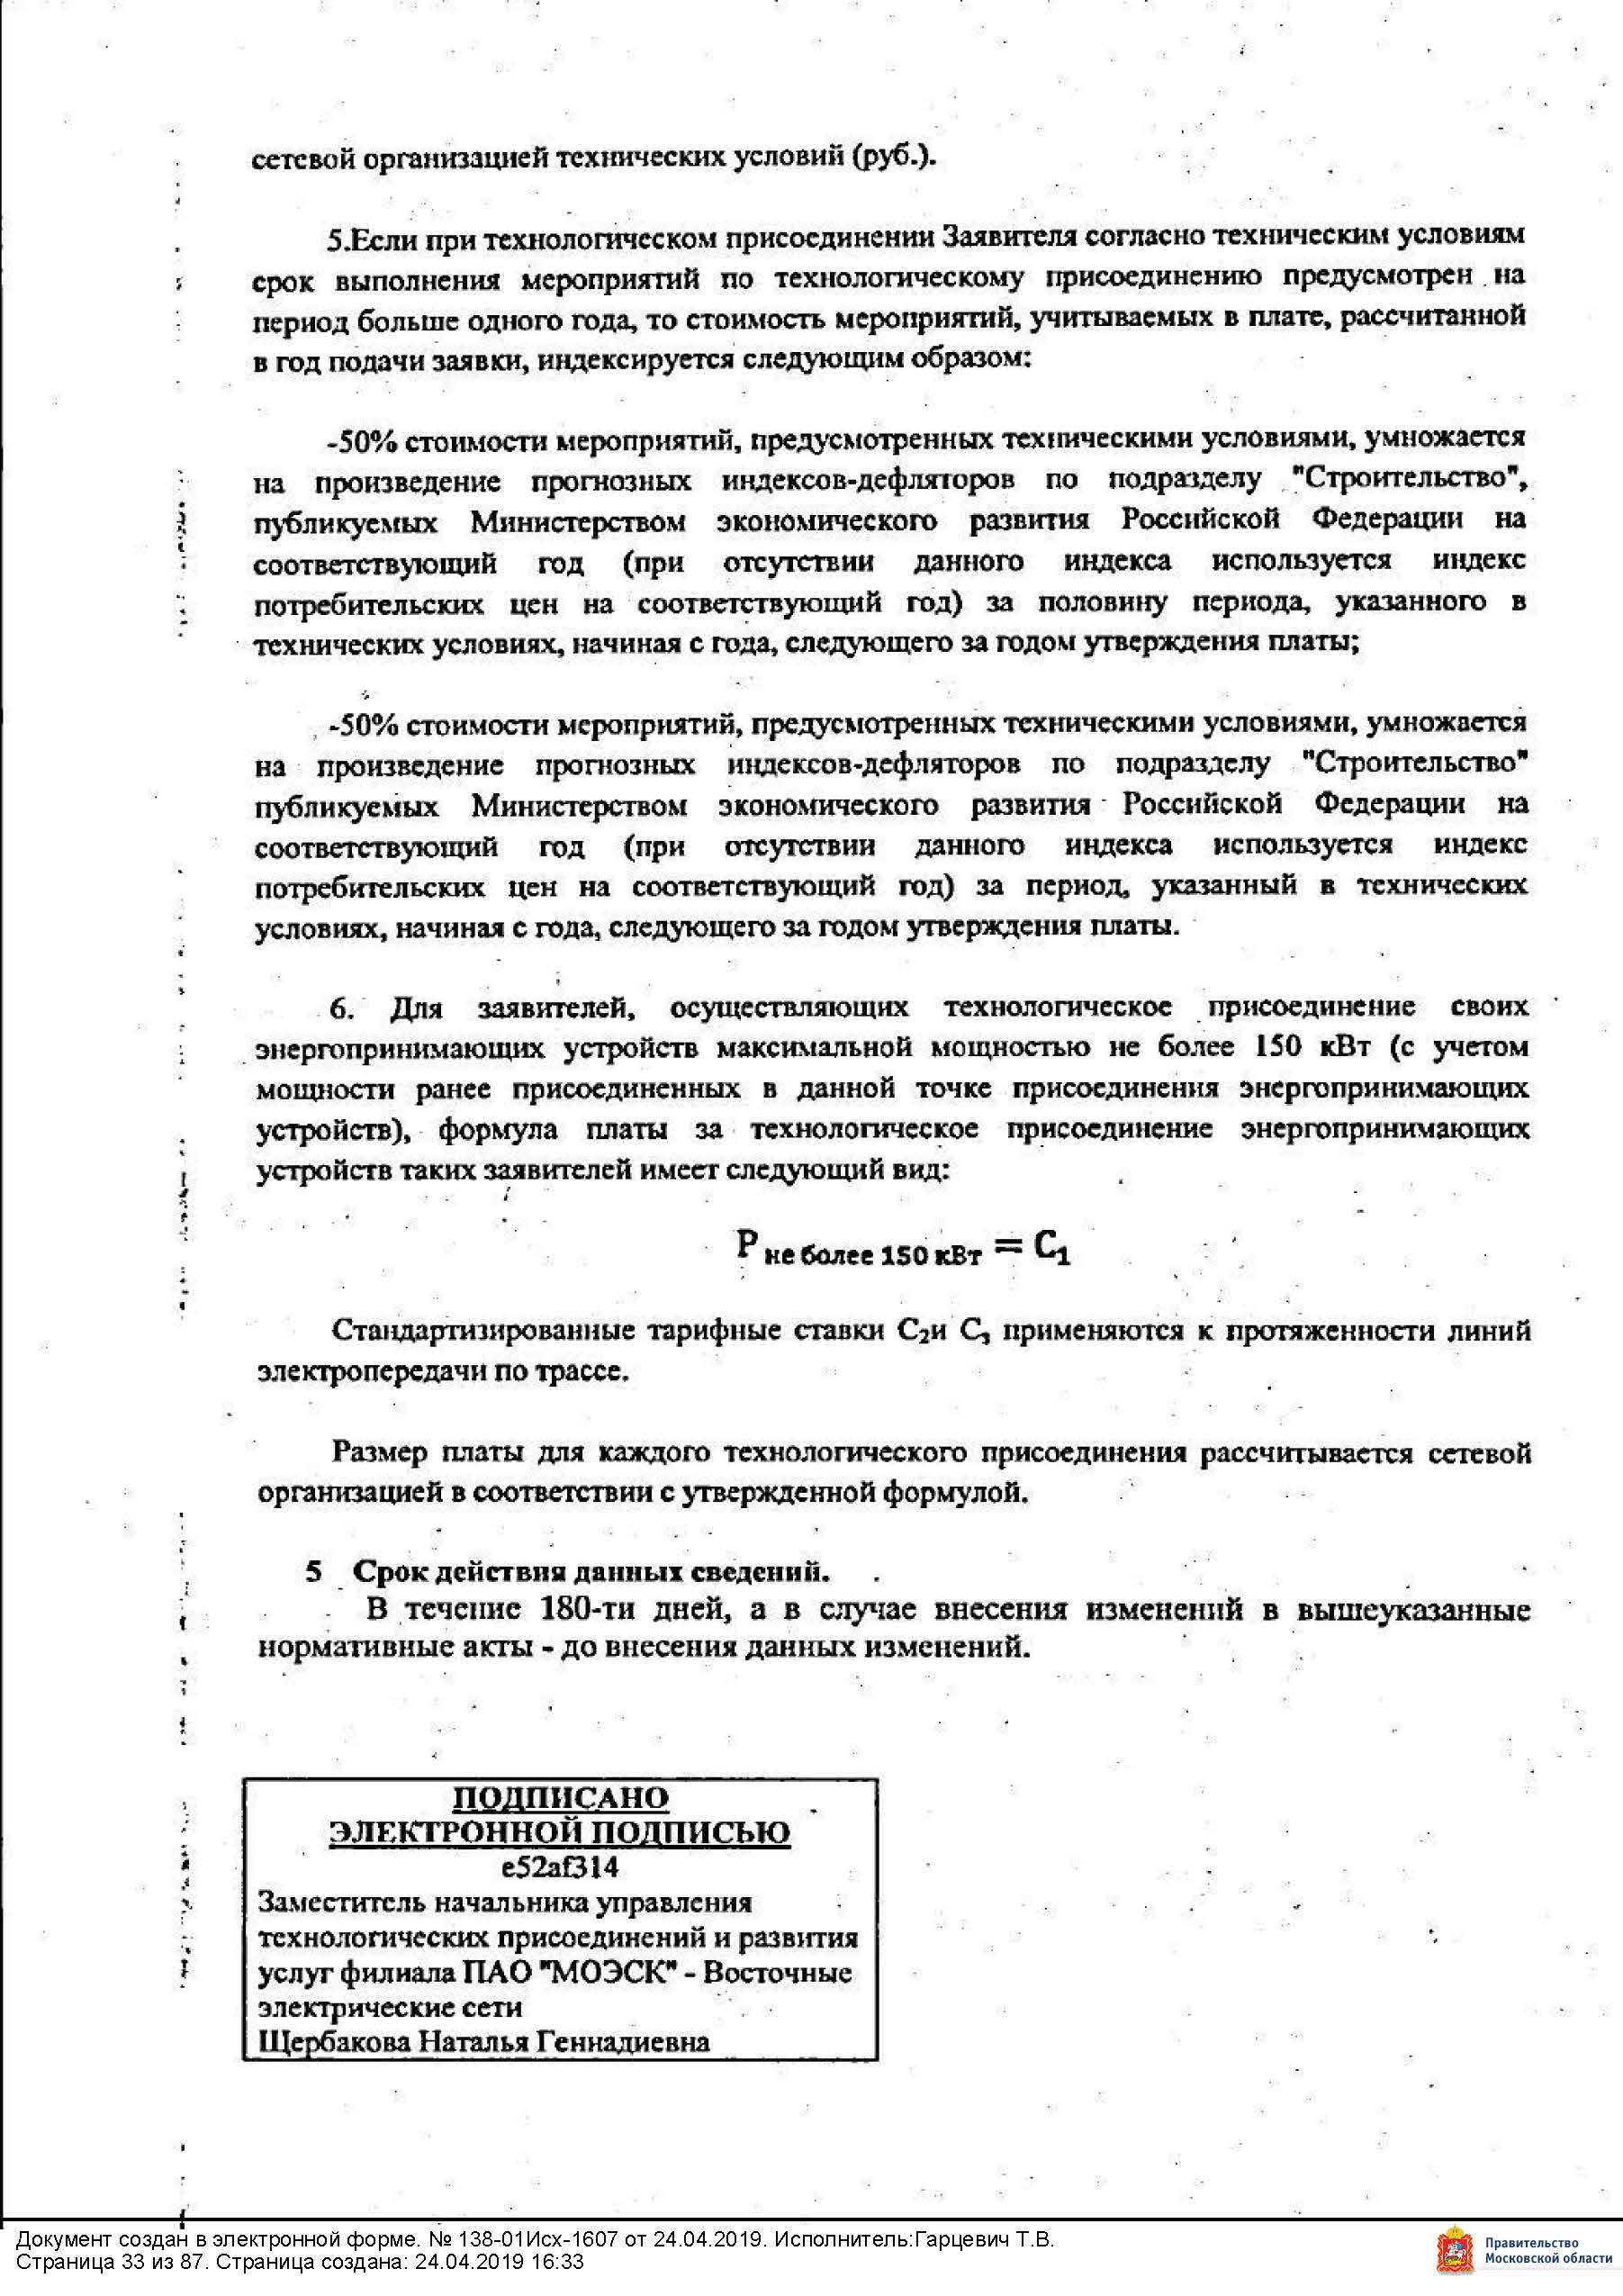 сетевой организацией технических условий (руб.).
5.Если при технологическом присоединении Заявителя согласно техническим условиям
срок выполнения мероприятий по технологическому присоединению предусмотрен на
период больше одного года, то стоимость мероприятий, учитываемых в плате, рассчитанной
в год подачи заявки, индексируется следующим образом:
-50% стоимости мероприятий, предусмотренных техническими условиями, умножается
на произведение прогнозных индексов-дефляторов по подразделу "Строительство",
публикуемых Министерством экономического развития Российской Федерации на
соответствующий год (при отсутствии данного индекса используется индекс
потребительских цен на соответствующий год) за половину периода, указанного в
технических условиях, начиная с года, следующего за годом утверждения платы;
-50% стоимости мероприятий, предусмотренных техническими условиями, умножается
на произведение прогнозных индексов-дефляторов по подразделу "Строительство"
публикуемых Министерством экономического развития Российской Федерации на
соответствующий год (при отсутствии данного индекса используется индекс
потребительских цен на соответствующий год) за период, указанный в технических
условиях, начиная с года, следующего за годом утверждения платы.
6. Для заявителей, осуществляющих технологическое присоединение своих
энергопринимающих устройств максимальной мощностью не более 150 кВт (с учетом
мощности ранее присоединенных в данной точке присоединения энергопринимающих
устройств), формула платы за технологическое присоединение энергопринимающих
устройств таких заявителей имеет следующий вид:
P не более 150 кВт = C₁
Стандартизированные тарифные ставки С₂и С₃ применяются к протяженности линий
электропередачи по трассе.
Размер платы для каждого технологического присоединения рассчитывается сетевой
организацией в соответствии с утвержденной формулой.
5 Срок действия данных сведений.
В течение 180-ти дней, а в случае внесения изменений в вышеуказанные
нормативные акты - до внесения данных изменений.
ПОДПИСАНО
ЭЛЕКТРОННОЙ ПОДПИСЬЮ
e52af314
Заместитель начальника управления
технологических присоединений и развития
услуг филиала ПАО "МОЭСК" - Восточные
электрические сети
Щербакова Наталья Геннадиевна
Документ создан в электронной форме. № 138-01Исх-1607 от 24.04.2019. Исполнитель:Гарцевич Т.В.
Страница 33 из 87. Страница создана: 24.04.2019 16:33
Правительство
Московской области